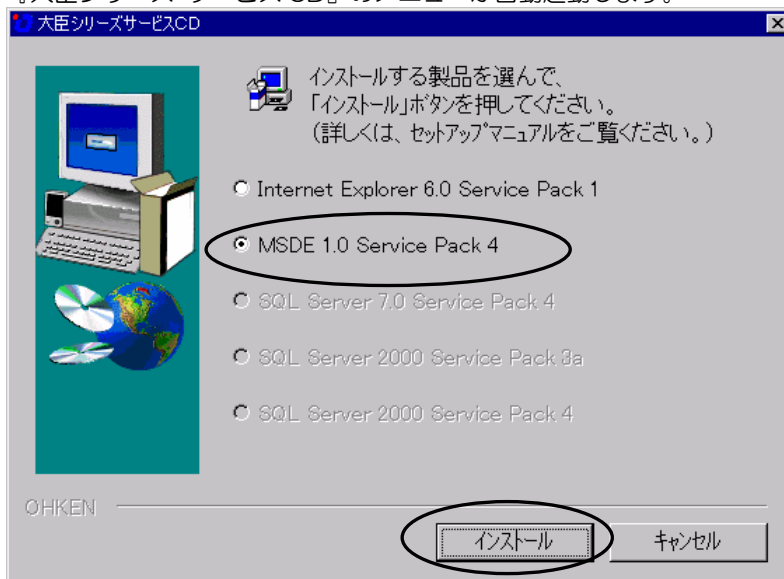 『大臣シリーズ サービスCD』のメニューが自動起動します。
大臣シリーズサービスCD
インストールする製品を選んで、
「インストール」ボタンを押してください。
(詳しくは、セットアップマニュアルをご覧ください。)
Internet Explorer 6.0 Service Pack 1
MSDE 1.0 Service Pack 4
SQL Server 7.0 Service Pack 4
SQL Server 2000 Service Pack 3a
SQL Server 2000 Service Pack 4
OHKEN
インストール
キャンセル